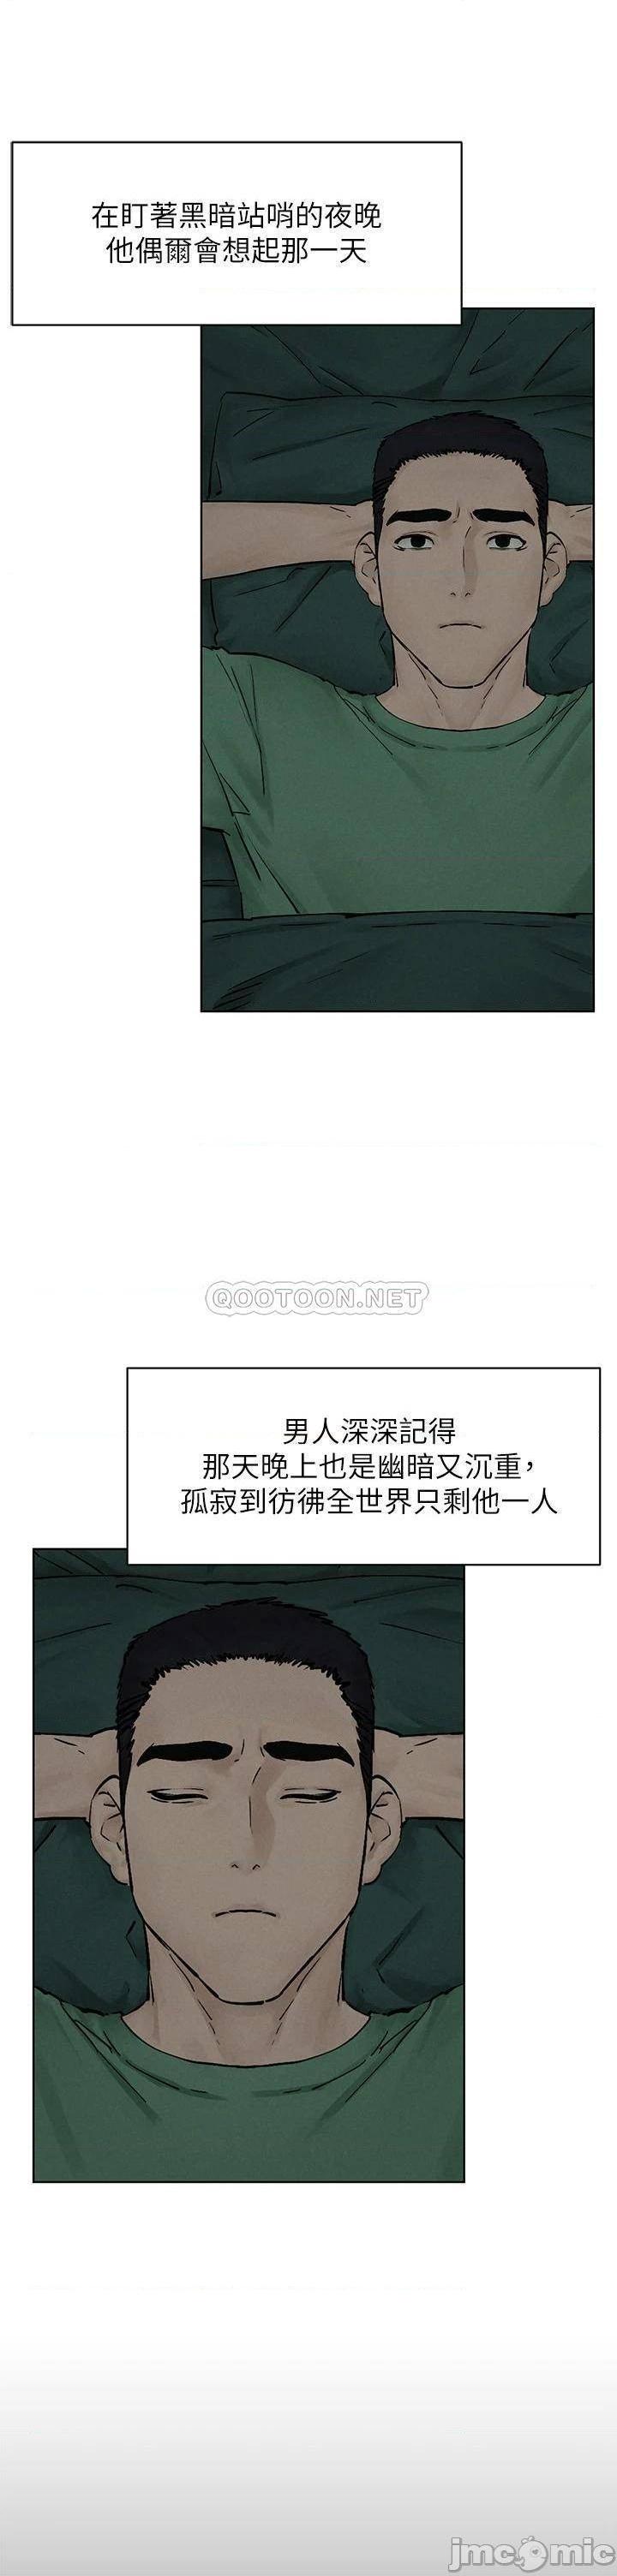 在盯著黑暗站哨的夜晚
他偶爾會想起那一天
QOOTOON.NET
男人深深記得
那天晚上也是幽暗又沉重，
孤寂到彷彿全世界只剩他一人
jmcomic